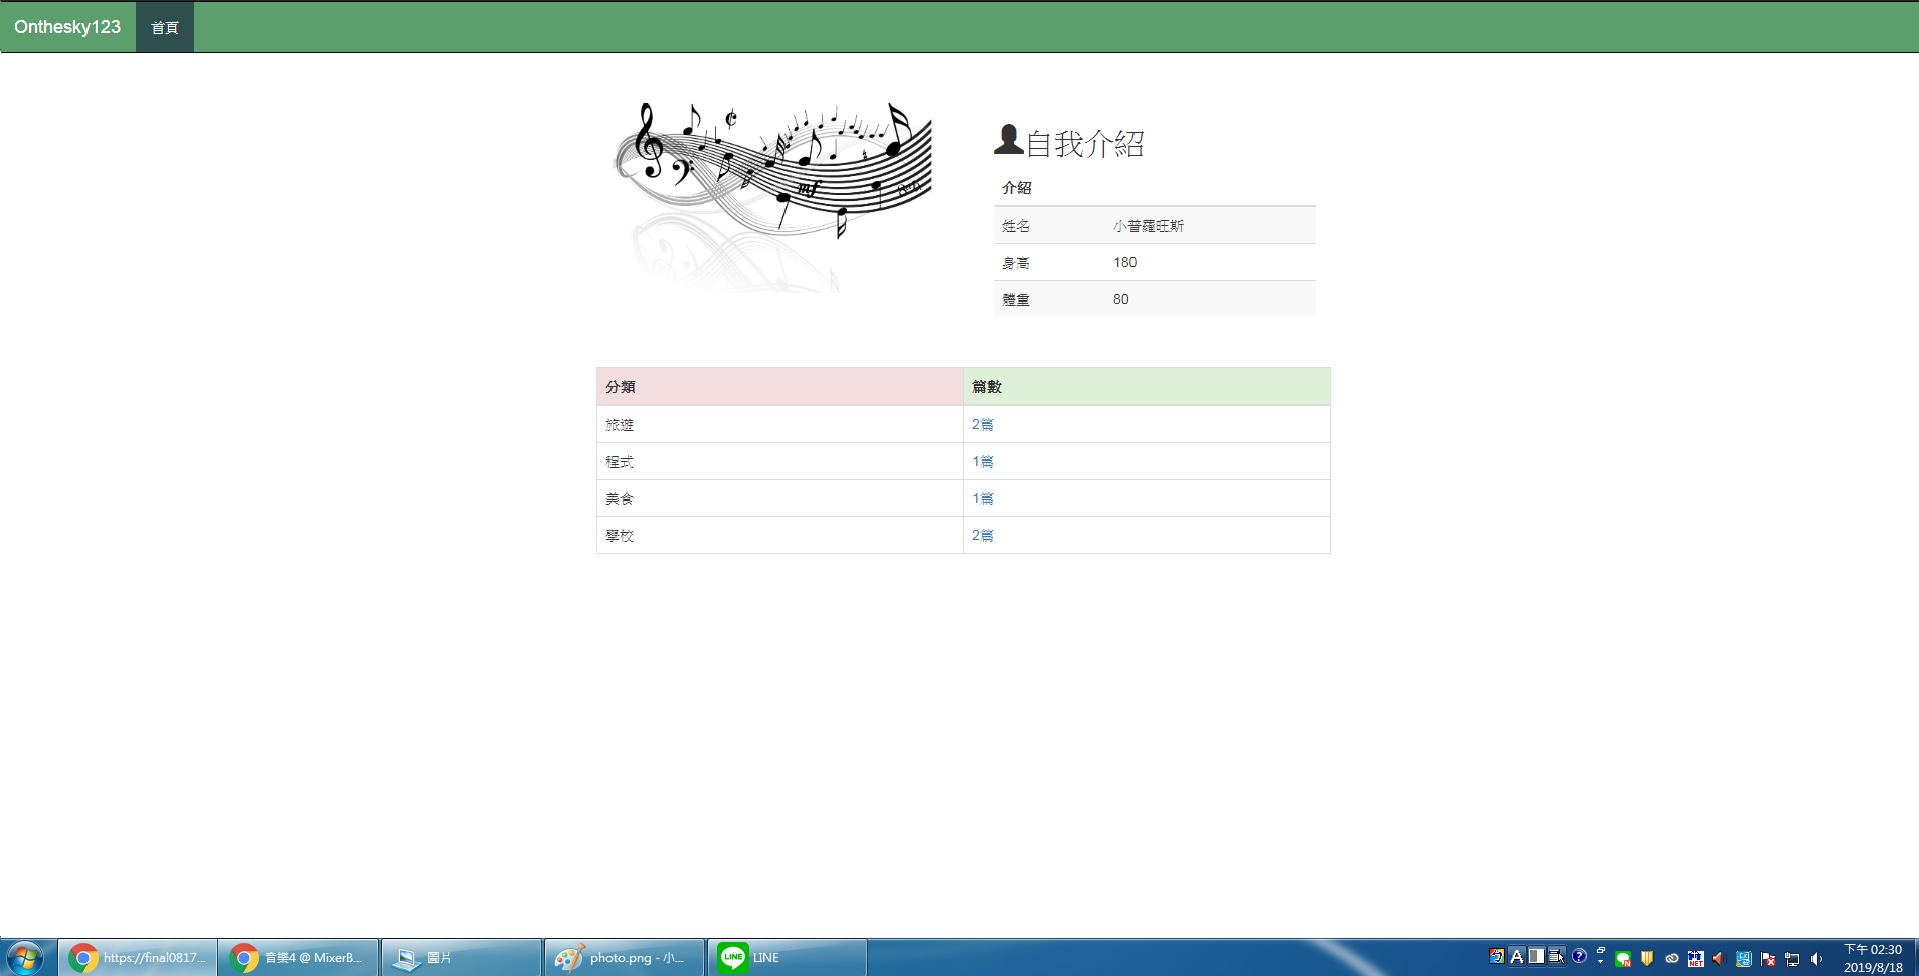 Onthesky123 首頁
自我介紹
介紹
姓名 小普羅旺斯
身高 180
體重 80
分類 篇數
旅遊 2篇
程式 1篇
美食 1篇
學校 2篇
https://final0817... 音樂4 @ MixerB... 圖片 photo.png - 小... LINE LINE
下午 02:30
2019/8/18